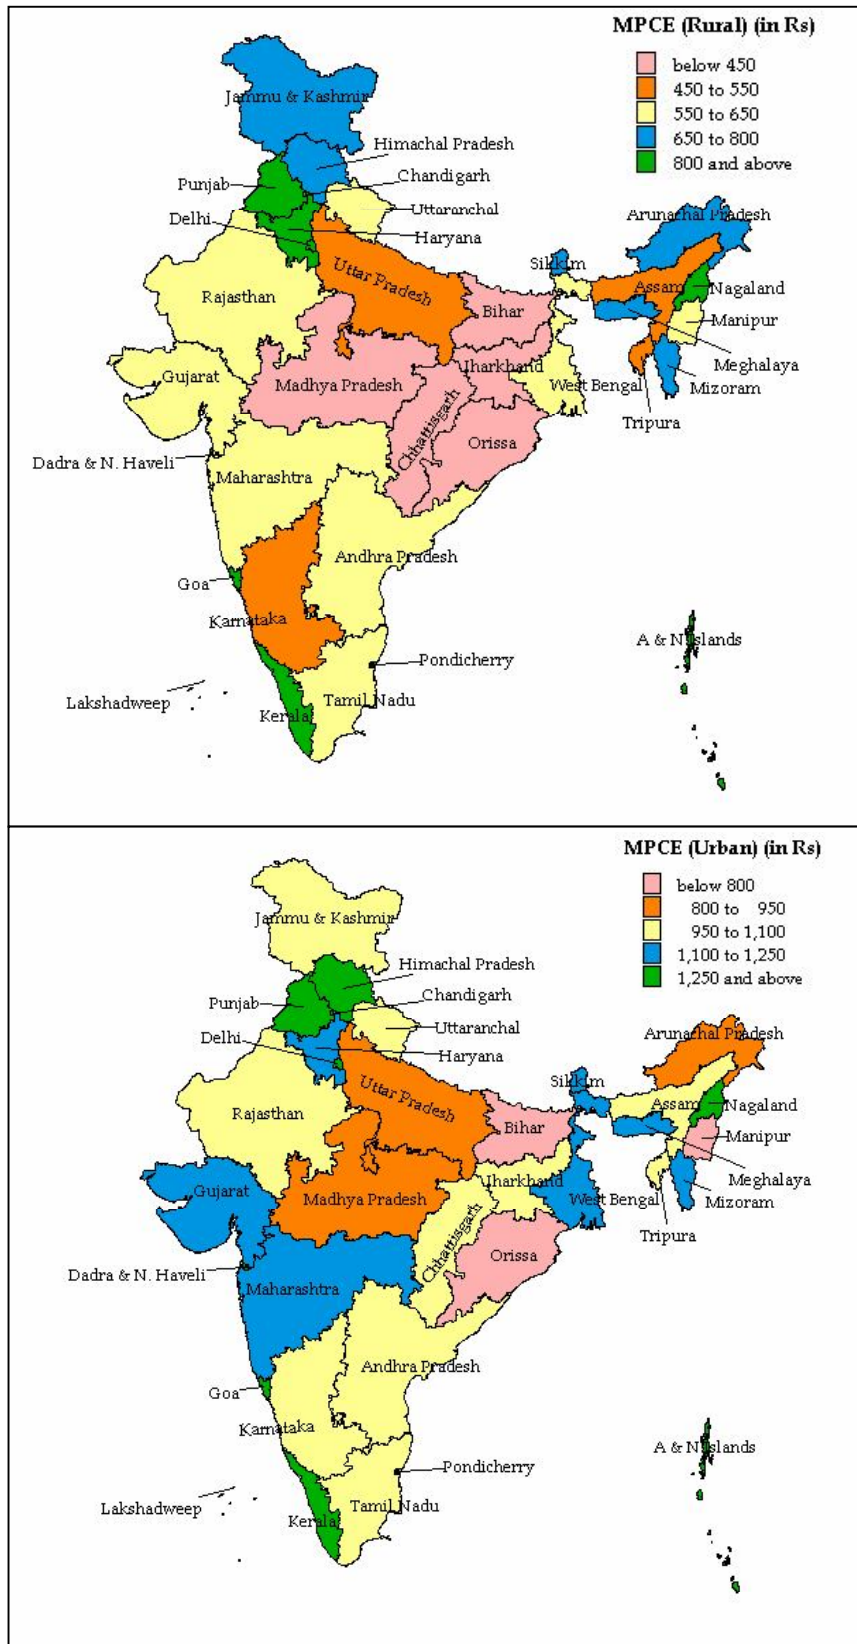 MPCE (Rural) (in Rs)
below 450
450 to 550
550 to 650
650 to 800
800 and above
Jammu & Kashmir
Himachal Pradesh
Punjab
Chandigarh
Delhi
Uttaranchal
Haryana
Arunachal Pradesh
Sikkim
Uttar Pradesh
Rajasthan
Assam
Nagaland
Bihar
Manipur
Gujarat
Jharkhand
Meghalaya
Madhya Pradesh
West Bengal
Mizoram
Chhattisgarh
Tripura
Orissa
Dadra & N. Haveli
Maharashtra
Andhra Pradesh
Goa
Karnataka
A & N Islands
Pondicherry
Lakshadweep
Tamil Nadu
Kerala
MPCE (Urban) (in Rs)
below 800
800 to 950
950 to 1,100
1,100 to 1,250
1,250 and above
Jammu & Kashmir
Himachal Pradesh
Punjab
Chandigarh
Delhi
Uttaranchal
Haryana
Arunachal Pradesh
Sikkim
Uttar Pradesh
Rajasthan
Assam
Nagaland
Bihar
Manipur
Gujarat
Jharkhand
Meghalaya
Madhya Pradesh
West Bengal
Mizoram
Chhattisgarh
Tripura
Orissa
Dadra & N. Haveli
Maharashtra
Andhra Pradesh
Goa
Karnataka
A & N Islands
Pondicherry
Lakshadweep
Tamil Nadu
Kerala